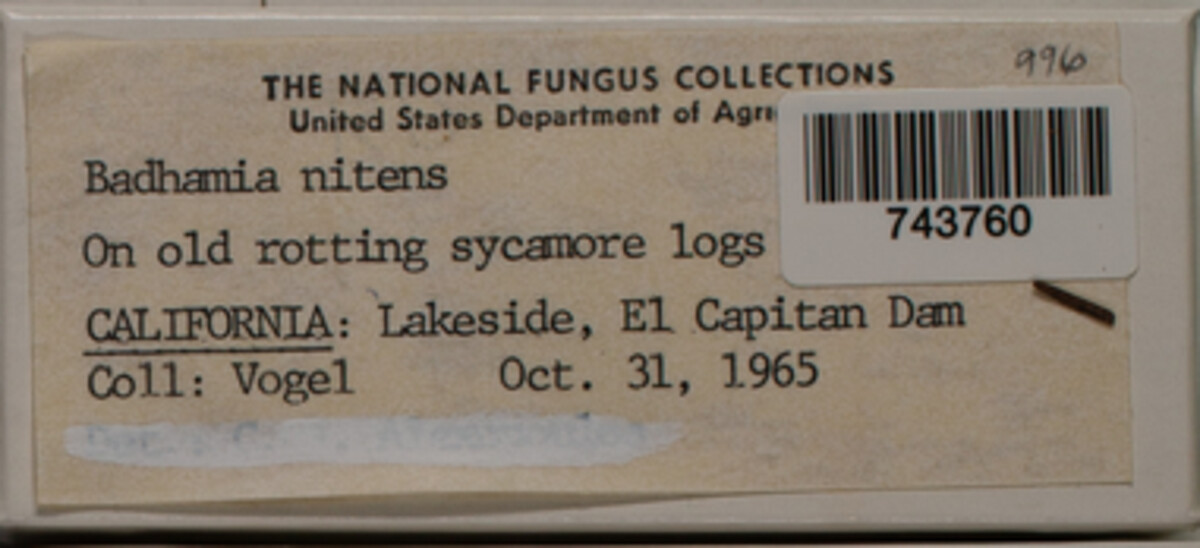 996
THE NATIONAL FUNGUS COLLECTIONS
United States Department of
Badhamia nitens
743760
On old rotting sycamore logs
CALIFORNIA: Lakeside, El Capitan Dam
Coll: Vogel Oct. 31, 1965